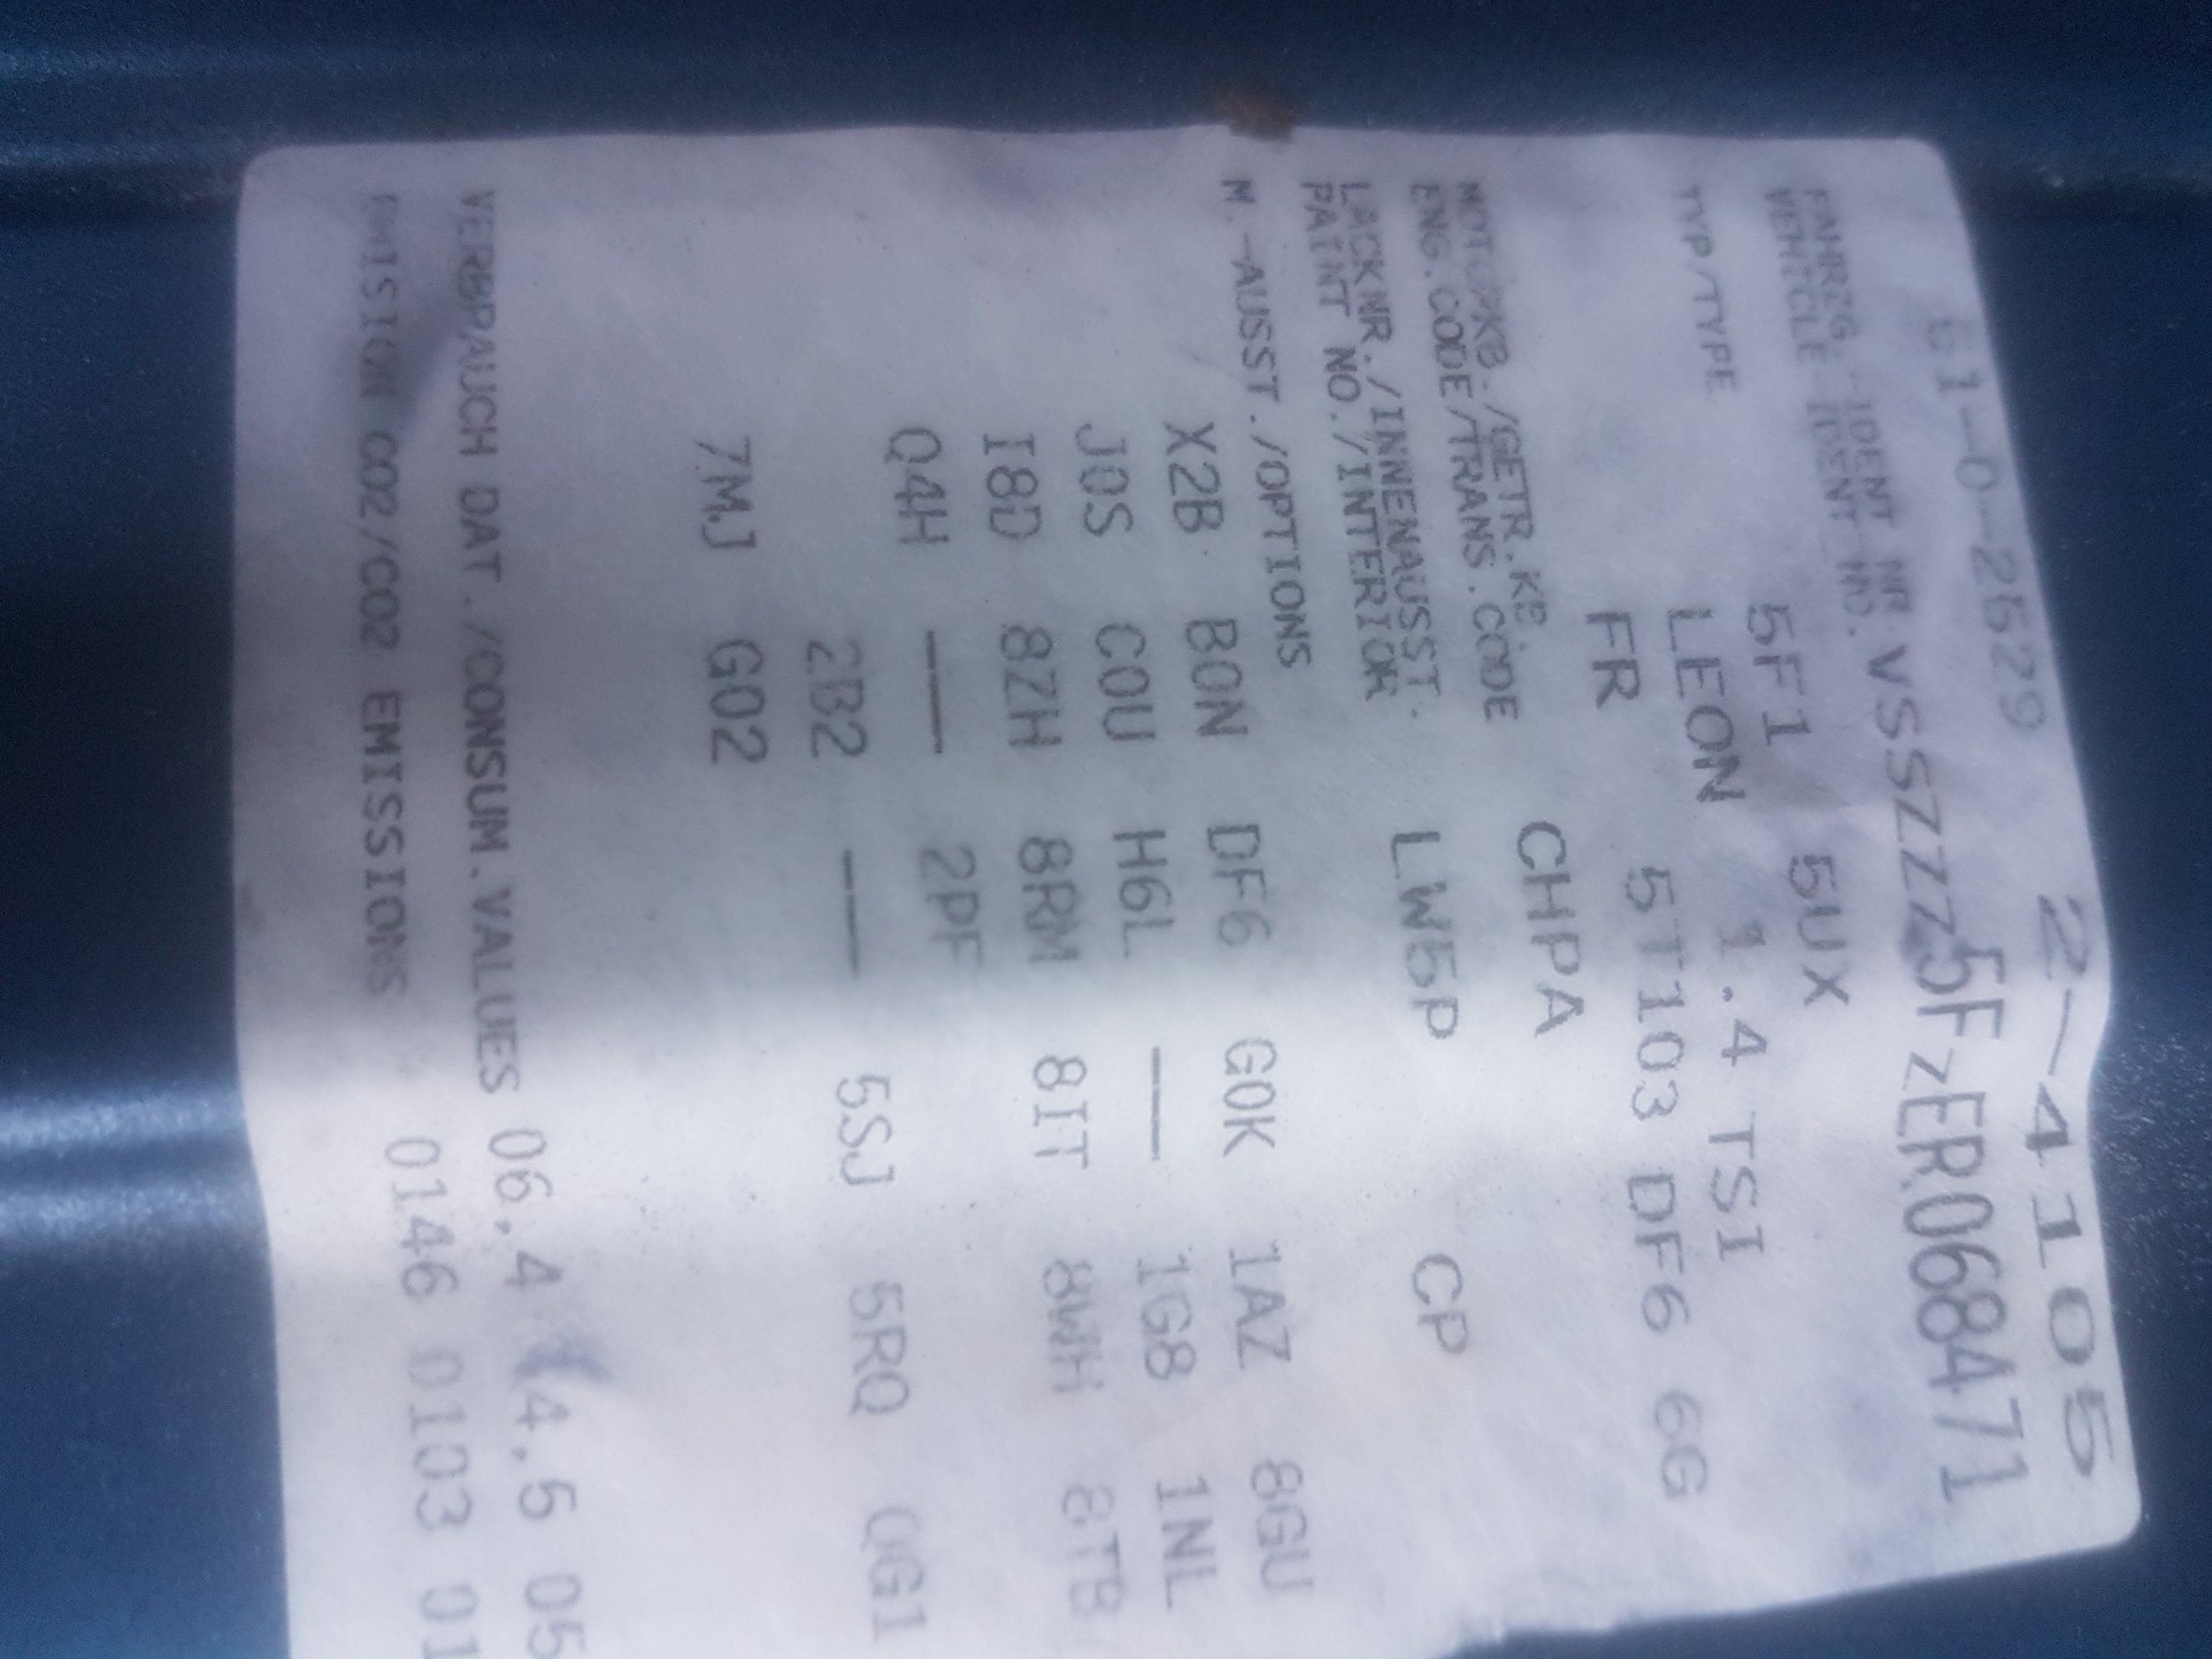 51-0-2529 2-4105
FAHRZG.-IDENT NR.
VEHICLE IDENT NO. VSSZZZ5FzER068471
TYP/TYPE 5F1 5UX
LEON 1.4 TSI
FR 5T103 DF6 6G
MOT.-KB./GETR.KB. CHPA
ENG.CODE/TRANS.CODE
LACKNR./INNENAUSST. LW5P CP
PAINT NO./INTERIOR
M.-AUSST./OPTIONS
X2B B0N DF6 G0K 1AZ 8GU
J0S C0U H6L —— 1G8 1NL
I8D 8ZH 8RM 8IT 8WH 8TB
Q4H —— 2PF
2B2 —— 5SJ 5RQ QG1
7MJ G02
VERBRAUCH DAT./CONSUM.VALUES 06,4 4,5 05
EMISION CO2/CO2 EMISSIONS 0146 0103 01